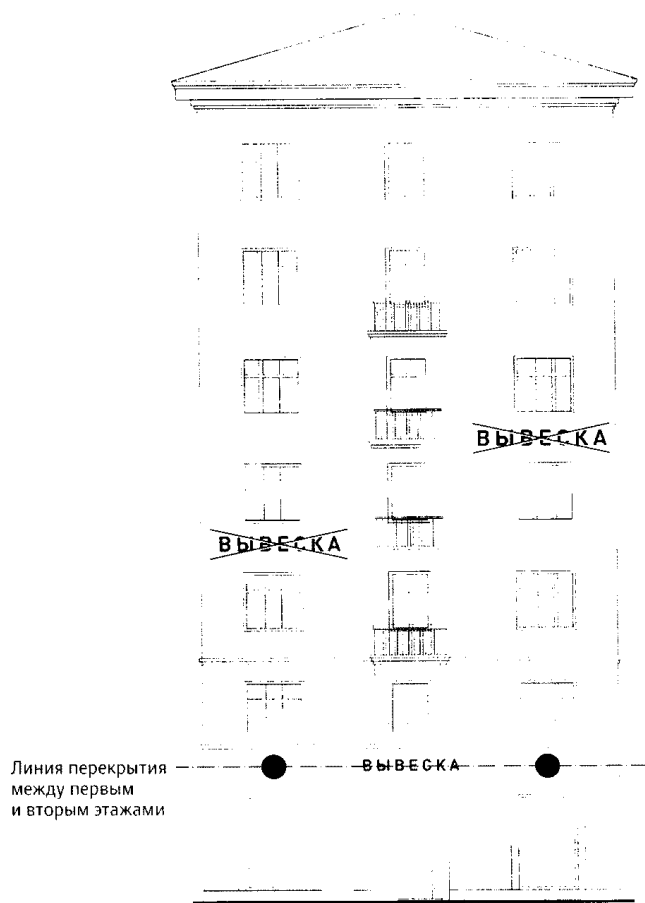 ВЫВЕСКА
ВЫВЕСКА
Линия перекрытия
между первым
и вторым этажами
ВЫВЕСКА